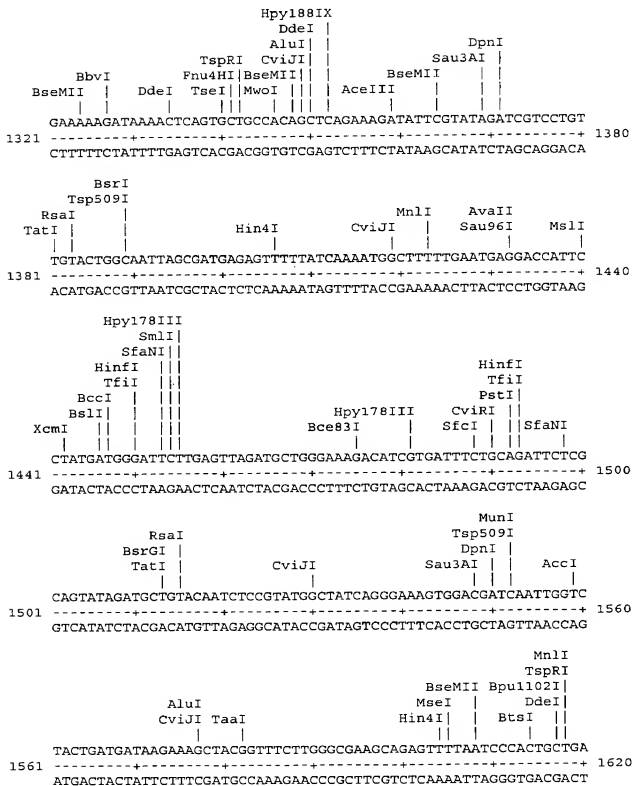 Hpy188IX
DdeI
AluI DpnI
TspRI CviJI Sau3AI
BbvI Fnu4HI BseMII BseMII
BseMII DdeI TseI MwoI AceIII
GAAAAAGATAAAACTCAGTGCTGCCACAGCTCAGAAAGATATTCGTATAGATCGTCCTGT
1321 ---------+---------+---------+---------+---------+---------+ 1380
CTTTTTCTATTTTGAGTCACGACGGTGTCGAGTCTTTCTATAAGCATATCTAGCAGGACA
BsrI
Tsp509I
RsaI MnlI AvaII
TatI Hin4I CviJI Sau96I MslI
TGTACTGGCAATTAGCGATGAGAGTTTTTATCAAAATGGCTTTTTGAATGAGGACCATTC
1381 ---------+---------+---------+---------+---------+---------+ 1440
ACATGACCGTTAATCGCTACTCTCAAAAATAGTTTTACCGAAAAACTTACTCCTGGTAAG
Hpy178III
SmlI
SfaNI
HinfI HinfI
TfiI TfiI
BccI PstI
BslI Hpy178III CviRI
XcmI Bce83I SfcI SfaNI
CTATGATGGGATTCTTGAGTTAGATGCTGGGAAAGACATCGTGATTTCTGCAGATTCTCG
1441 ---------+---------+---------+---------+---------+---------+ 1500
GATACTACCCTAAGAACTCAATCTACGACCCTTTCTGTAGCACTAAAGACGTCTAAGAGC
MunI
RsaI Tsp509I
BsrGI DpnI
TatI CviJI Sau3AI AccI
CAGTATAGATGCTGTACAATCTCCGTATGGCTATCAGGGAAAGTGGACGATCAATTGGTC
1501 ---------+---------+---------+---------+---------+---------+ 1560
GTCATATCTACGACATGTTAGAGGCATACCGATAGTCCCTTTCACCTGCTAGTTAACCAG
MnlI
TspRI
BseMII Bpu1102I
AluI MseI DdeI
CviJI TaaI Hin4I BtsI
TACTGATGATAAGAAAGCTACGGTTTCTTGGGCGAAGCAGAGTTTTAATCCCACTGCTGA
1561 ---------+---------+---------+---------+---------+---------+ 1620
ATGACTACTATTCTTTCGATGCCAAAGAACCCGCTTCGTCTCAAAATTAGGGTGACGACT